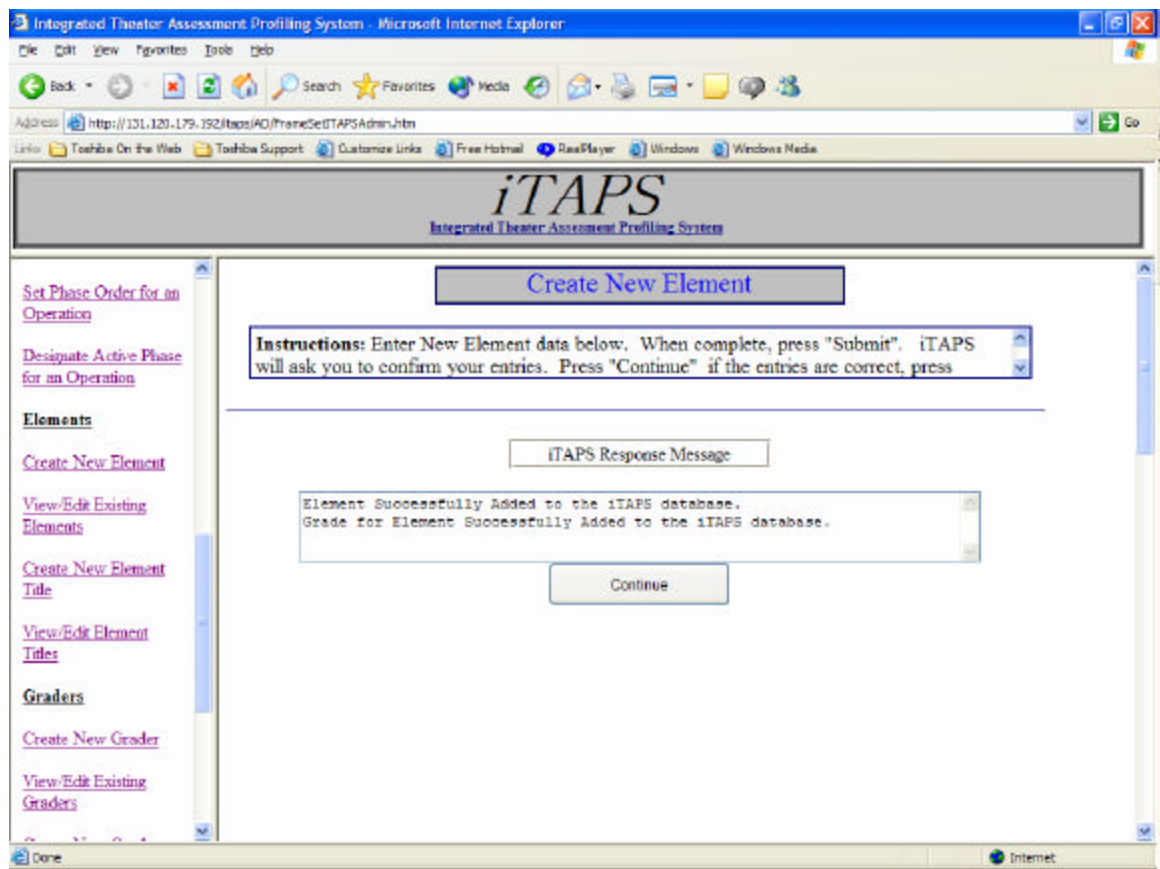 Integrated Theater Assessment Profiling System - Microsoft Internet Explorer
File Edit View Favorites Tools Help
Back Search Favorites Media
Address http://131.120.179.192/itaps/AD/FrameSetITAPSAdmin.htm Go
Links Toshiba On the Web Toshiba Support Customize Links Free Hotmail RealPlayer Windows Windows Media
iTAPS
Integrated Theater Assessment Profiling System
Set Phase Order for an
Operation
Designate Active Phase
for an Operation
Elements
Create New Element
View/Edit Existing
Elements
Create New Element
Title
View/Edit Element
Titles
Graders
Create New Grader
View/Edit Existing
Graders
Create New Element
Instructions: Enter New Element data below. When complete, press "Submit". iTAPS
will ask you to confirm your entries. Press "Continue" if the entries are correct, press
iTAPS Response Message
Element Successfully Added to the iTAPS database.
Grade for Element Successfully Added to the iTAPS database.
Continue
Done Internet